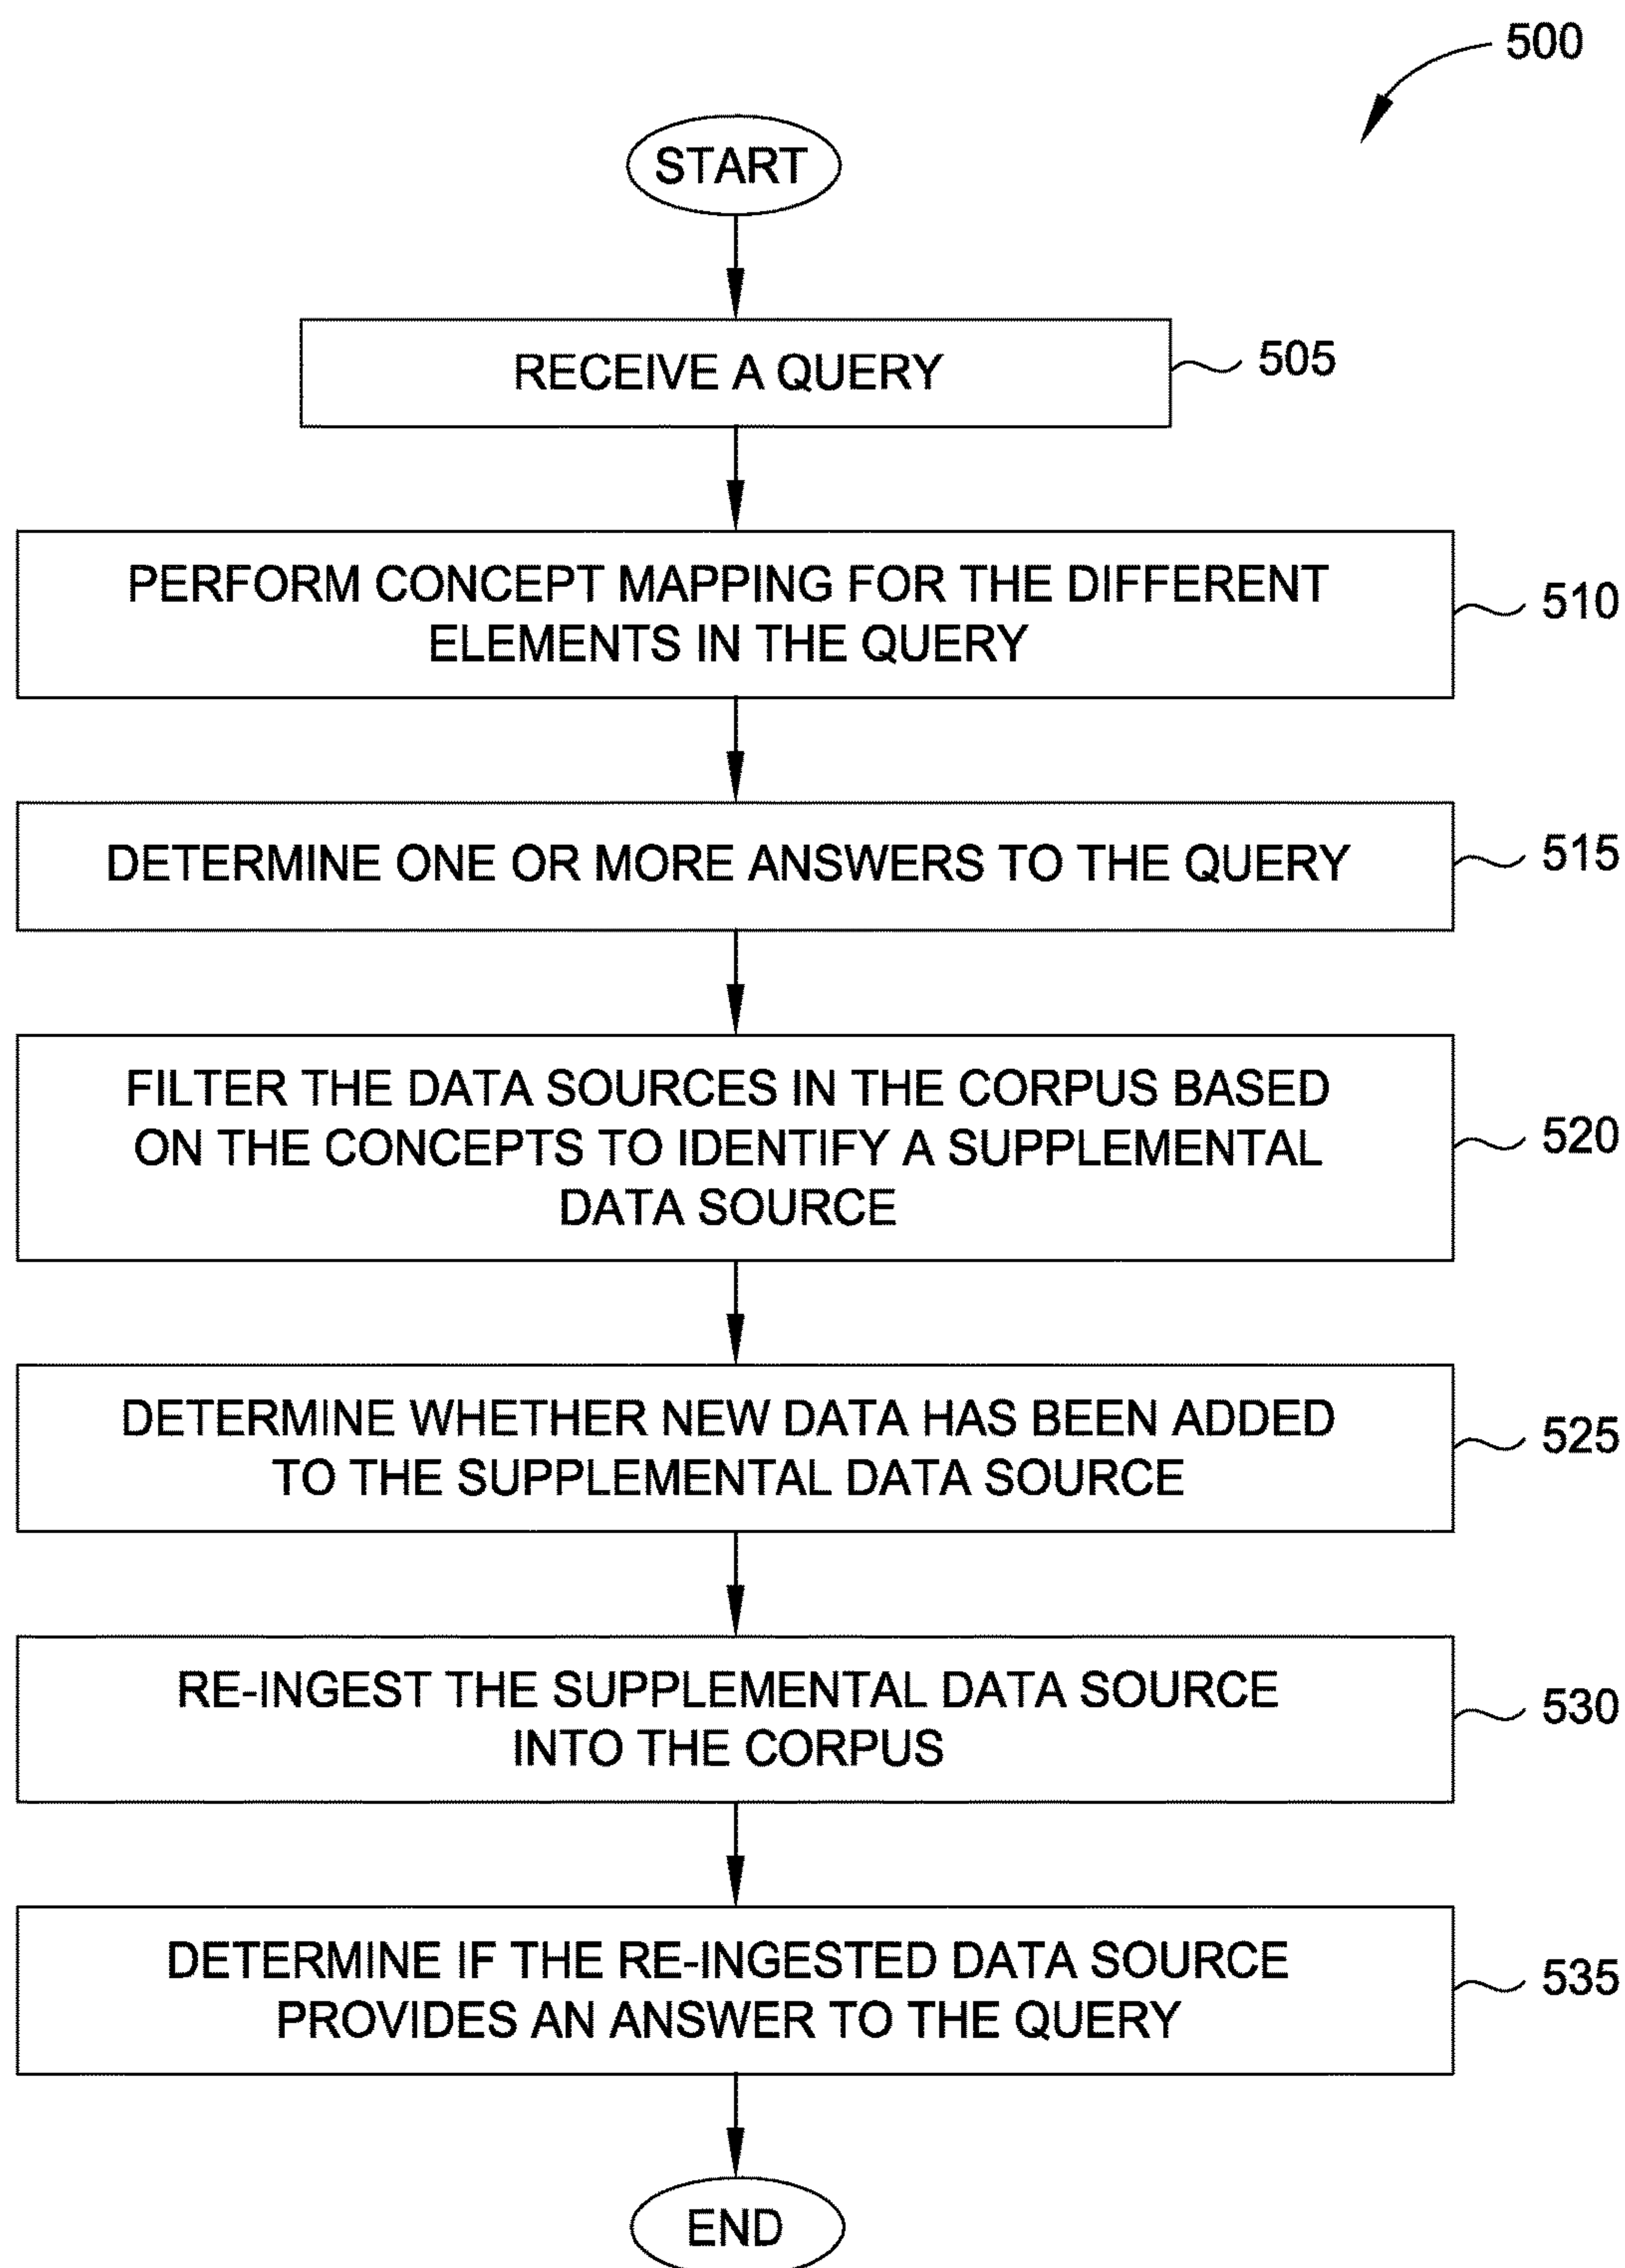 500
START
RECEIVE A QUERY
505
PERFORM CONCEPT MAPPING FOR THE DIFFERENT
ELEMENTS IN THE QUERY
510
DETERMINE ONE OR MORE ANSWERS TO THE QUERY
515
FILTER THE DATA SOURCES IN THE CORPUS BASED
ON THE CONCEPTS TO IDENTIFY A SUPPLEMENTAL
DATA SOURCE
520
DETERMINE WHETHER NEW DATA HAS BEEN ADDED
TO THE SUPPLEMENTAL DATA SOURCE
525
RE-INGEST THE SUPPLEMENTAL DATA SOURCE
INTO THE CORPUS
530
DETERMINE IF THE RE-INGESTED DATA SOURCE
PROVIDES AN ANSWER TO THE QUERY
535
END